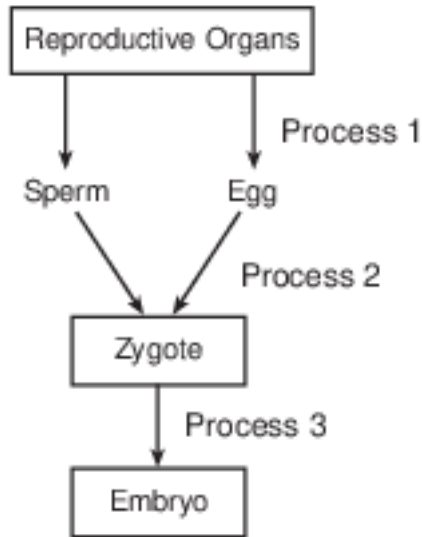 Reproductive Organs
Process 1
Sperm
Egg
Process 2
Zygote
Process 3
Embryo